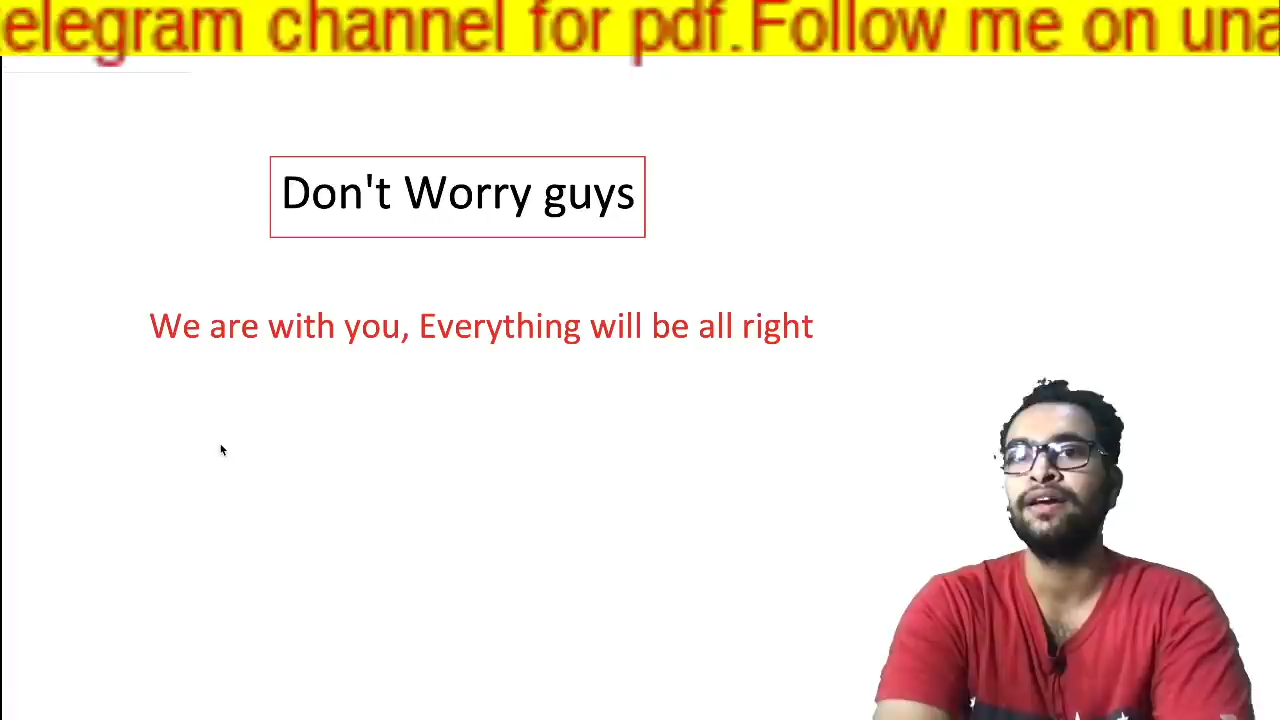 elegram channel for pdf.Follow me on una
Don't Worry guys
We are with you, Everything will be all right